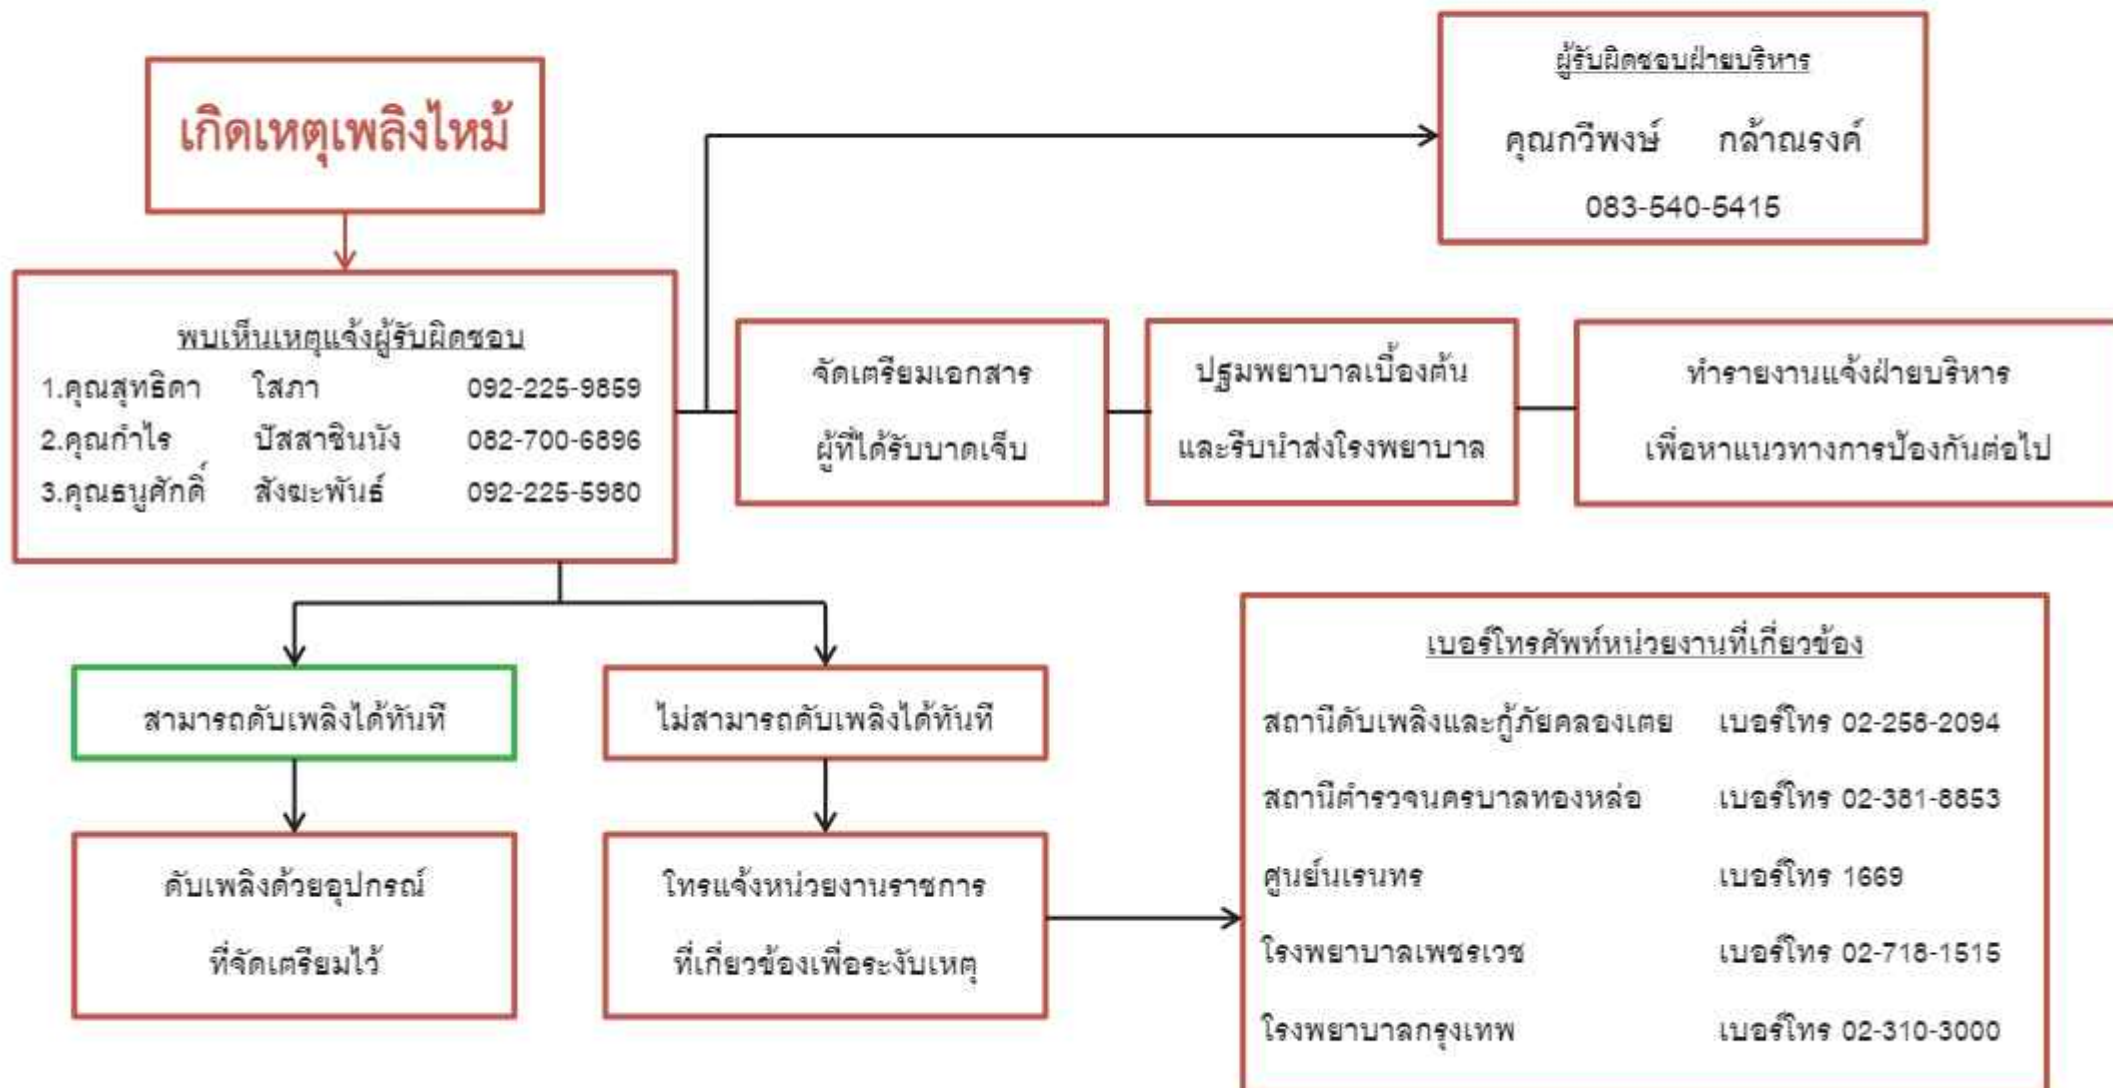 เกิดเหตุเพลิงไหม้
ผู้รับผิดชอบฝ่ายบริหาร
คุณกวีพงษ์ กล้าณรงค์
083-540-5415
พบเห็นเหตุแจ้งผู้รับผิดชอบ
1.คุณสุทธิดา ใสภา 092-225-9859
2.คุณกำไร ปัสสาชินนัง 082-700-6896
3.คุณธนูศักดิ์ สังฆะพันธ์ 092-225-5980
จัดเตรียมเอกสาร
ผู้ที่ได้รับบาดเจ็บ
ปฐมพยาบาลเบื้องต้น
และรีบนำส่งโรงพยาบาล
ทำรายงานแจ้งฝ่ายบริหาร
เพื่อหาแนวทางการป้องกันต่อไป
สามารถดับเพลิงได้ทันที
ไม่สามารถดับเพลิงได้ทันที
ดับเพลิงด้วยอุปกรณ์
ที่จัดเตรียมไว้
โทรแจ้งหน่วยงานราชการ
ที่เกี่ยวข้องเพื่อระงับเหตุ
เบอร์โทรศัพท์หน่วยงานที่เกี่ยวข้อง
สถานีดับเพลิงและกู้ภัยคลองเตย เบอร์โทร 02-258-2094
สถานีตำรวจนครบาลทองหล่อ เบอร์โทร 02-381-8853
ศูนย์นเรนทร เบอร์โทร 1669
โรงพยาบาลเพชรเวช เบอร์โทร 02-718-1515
โรงพยาบาลกรุงเทพ เบอร์โทร 02-310-3000